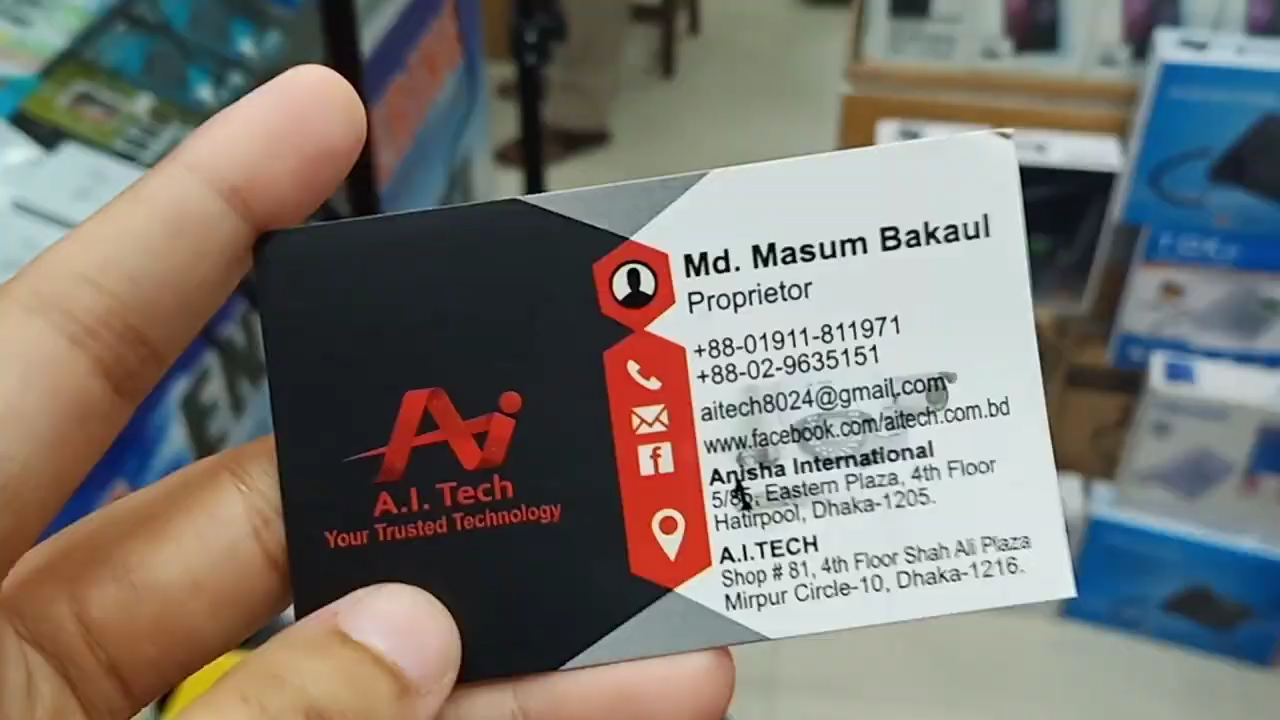 Ai
A.I. Tech
Your Trusted Technology
Md. Masum Bakaul
Proprietor
+88-01911-811971
+88-02-9635151
aitech8024@gmail.com
www.facebook.com/aitech.com.bd
Anisha International
Eastern Plaza, 4th Floor
Hatirpool, Dhaka-1205.
A.I.TECH
Shop # 81, 4th Floor Shah Ali Plaza
Mirpur Circle-10, Dhaka-1216.